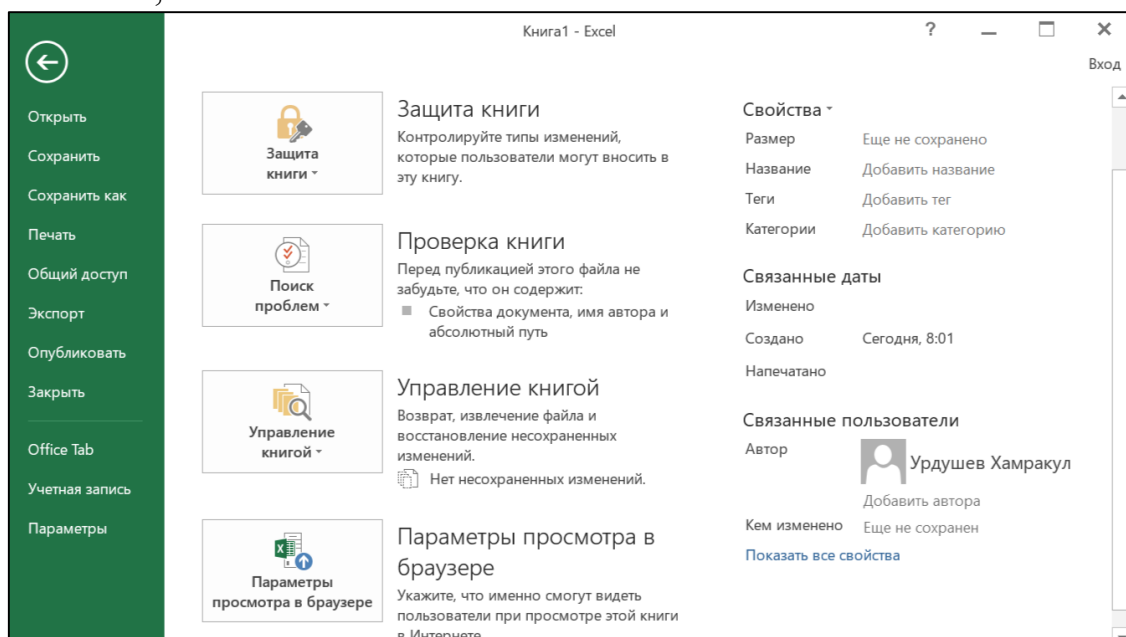 Книга1 - Excel
?
Вход
Открыть
Сохранить
Сохранить как
Печать
Общий доступ
Экспорт
Опубликовать
Закрыть
Office Tab
Учетная запись
Параметры
Защита
книги
Защита книги
Контролируйте типы изменений,
которые пользователи могут вносить в
эту книгу.
Поиск
проблем
Проверка книги
Перед публикацией этого файла не
забудьте, что он содержит:
Свойства документа, имя автора и
абсолютный путь
Управление
книгой
Управление книгой
Возврат, извлечение файла и
восстановление несохраненных
изменений.
Нет несохраненных изменений.
Параметры
просмотра в браузере
Параметры просмотра в
браузере
Укажите, что именно смогут видеть
пользователи при просмотре этой книги
в Интернете
Свойства
Размер Еще не сохранено
Название Добавить название
Теги Добавить тег
Категории Добавить категорию
Связанные даты
Изменено
Создано Сегодня, 8:01
Напечатано
Связанные пользователи
Автор Урдушев Хамракул
Добавить автора
Кем изменено Еще не сохранен
Показать все свойства